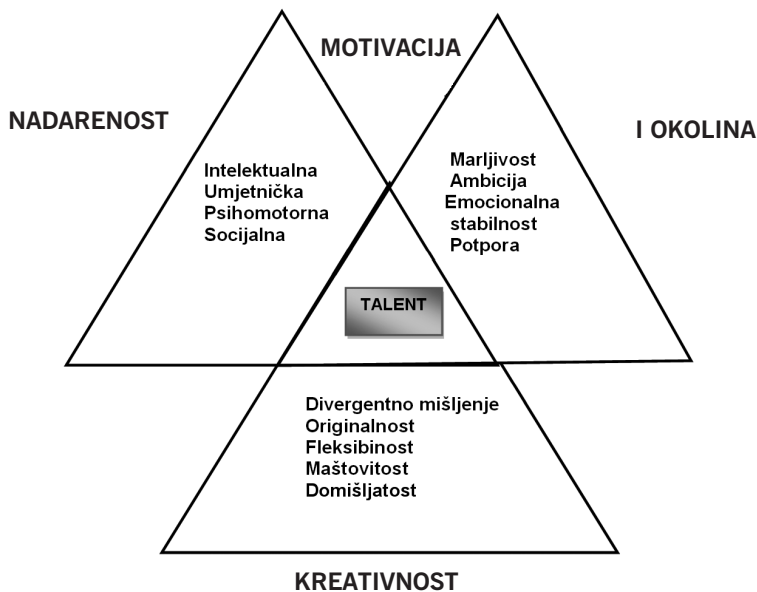 MOTIVACIJA
NADARENOST
I OKOLINA
Intelektualna
Umjetnička
Psihomotorna
Socijalna
Marljivost
Ambicija
Emocionalna
stabilnost
Potpora
TALENT
Divergentno mišljenje
Originalnost
Fleksibinost
Maštovitost
Domišljatost
KREATIVNOST